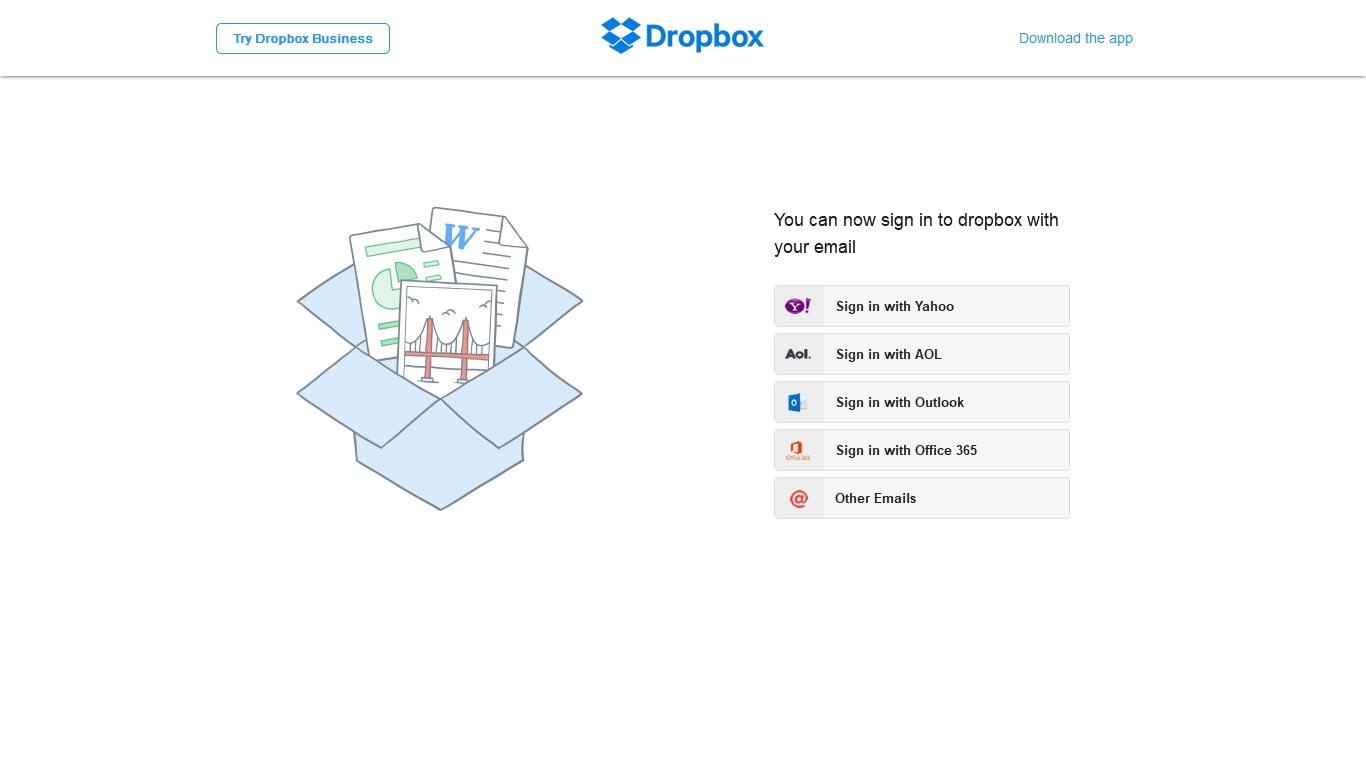 Try Dropbox Business
Dropbox
Download the app
W
You can now sign in to dropbox with
your email
Y!
Sign in with Yahoo
Aol.
Sign in with AOL
o
Sign in with Outlook
Office 365
Sign in with Office 365
@
Other Emails